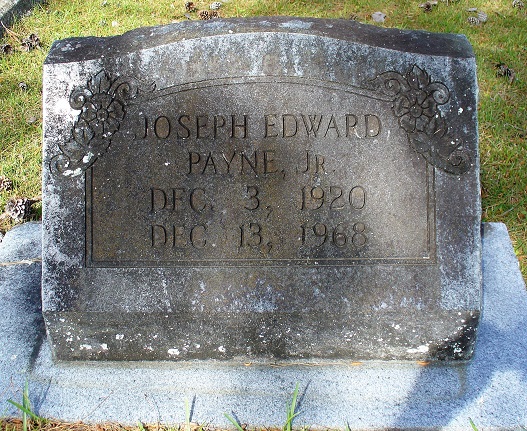 JOSEPH EDWARD
PAYNE, JR.
DEC. 3, 1920
DEC. 13, 1968